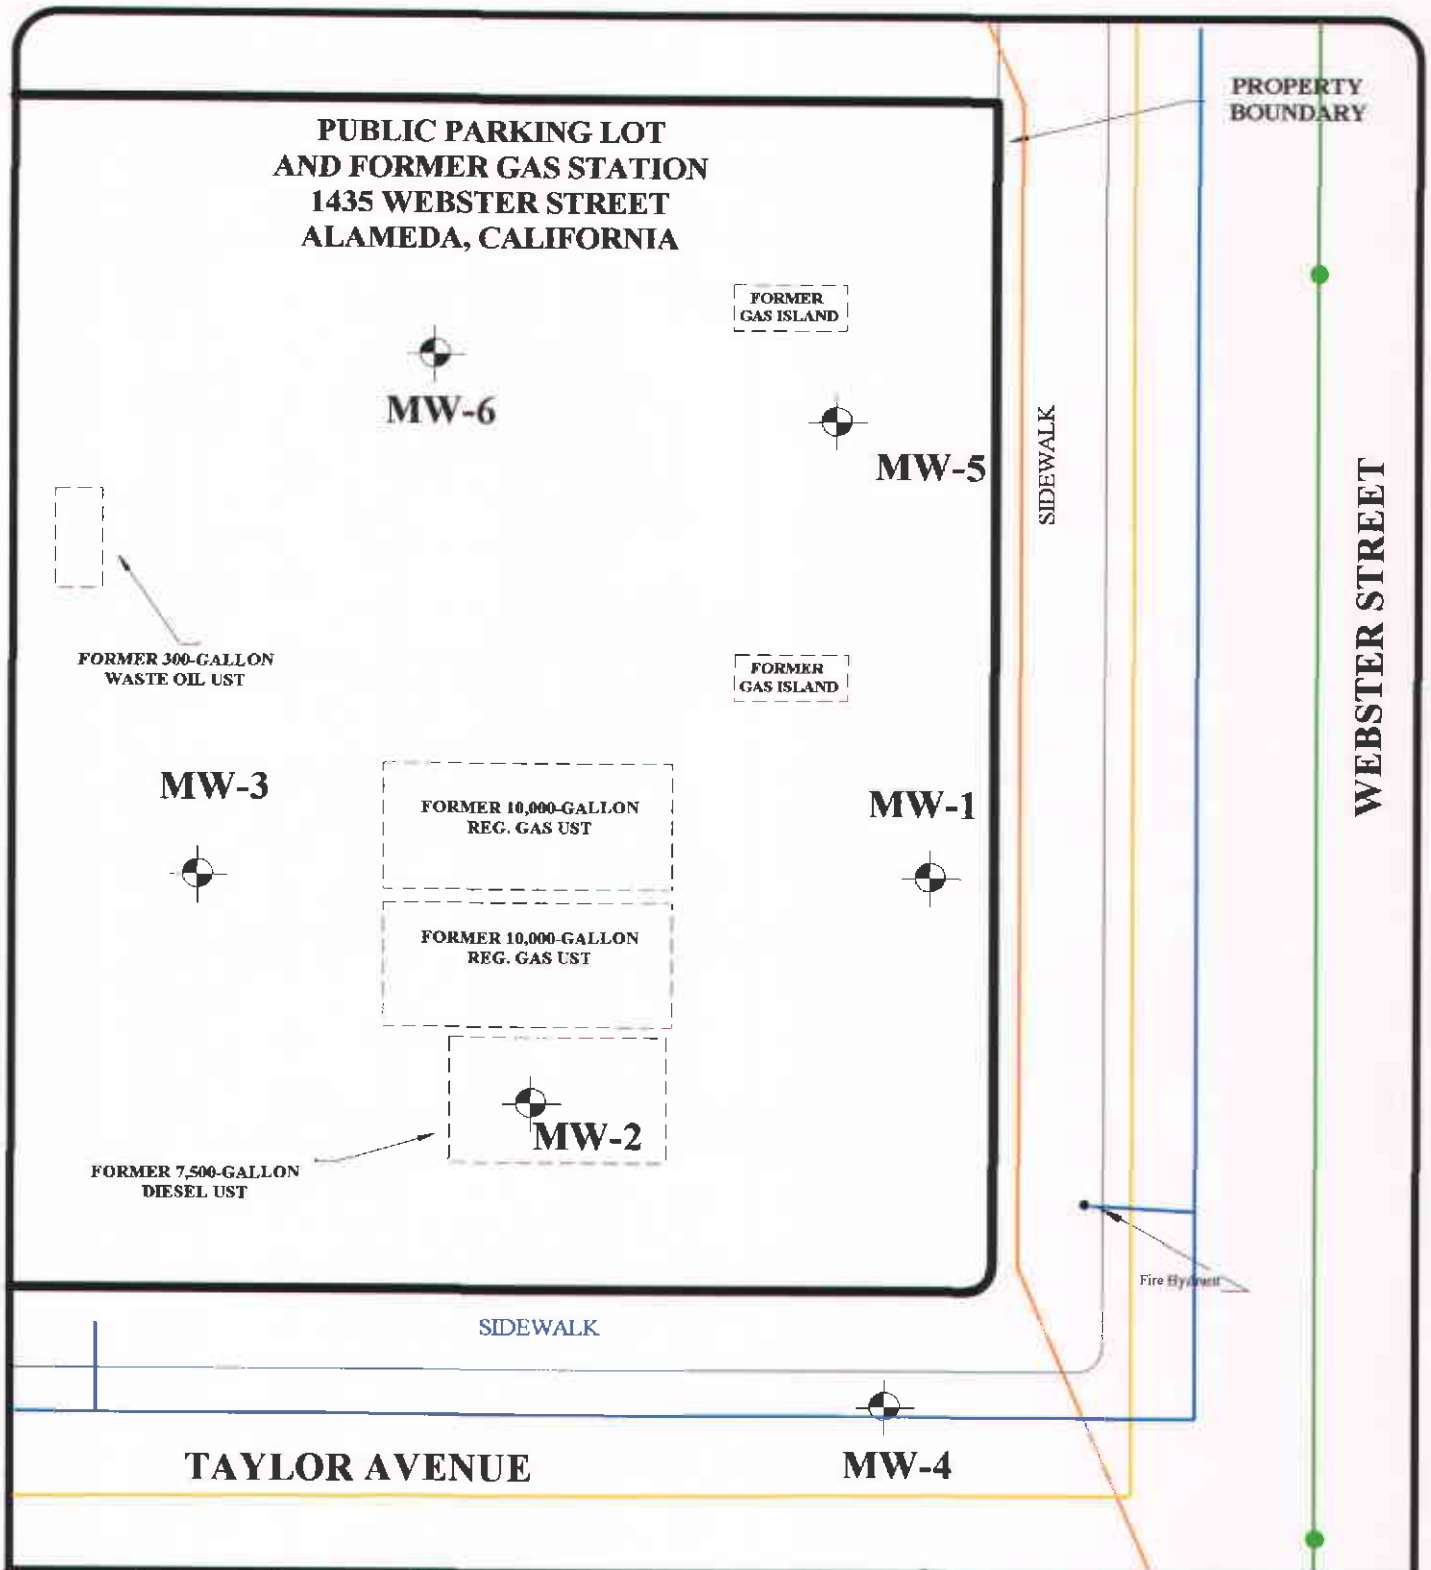 PROPERTY
BOUNDARY
PUBLIC PARKING LOT
AND FORMER GAS STATION
1435 WEBSTER STREET
ALAMEDA, CALIFORNIA
FORMER
GAS ISLAND
MW-6
MW-5
SIDEWALK
WEBSTER STREET
FORMER 300-GALLON
WASTE OIL UST
FORMER
GAS ISLAND
MW-3
MW-1
FORMER 10,000-GALLON
REG. GAS UST
FORMER 10,000-GALLON
REG. GAS UST
MW-2
FORMER 7,500-GALLON
DIESEL UST
Fire Hydrant
SIDEWALK
TAYLOR AVENUE
MW-4